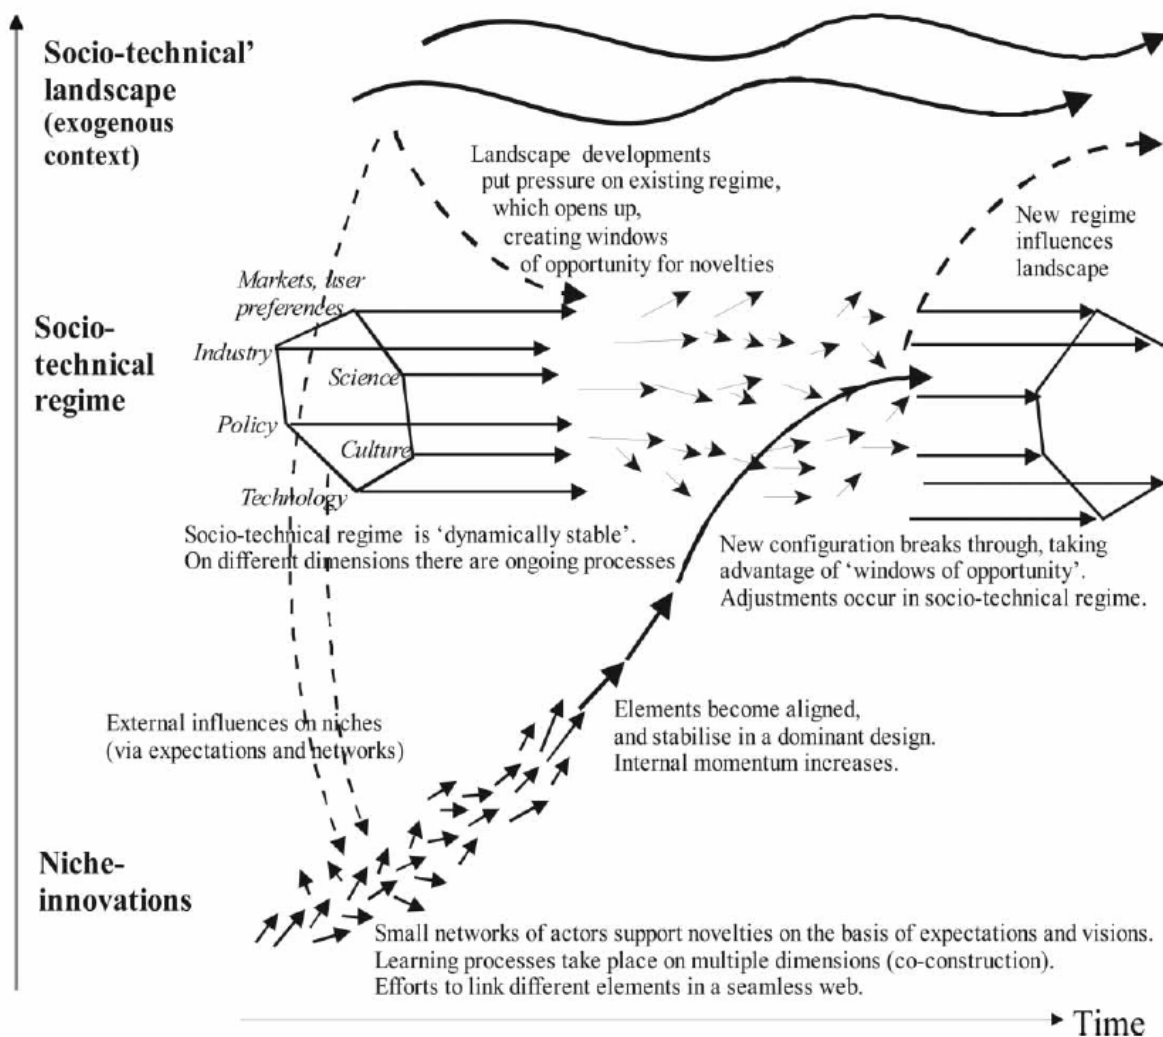 Socio-technical’
landscape
(exogenous
context)
Landscape developments
put pressure on existing regime,
which opens up,
creating windows
of opportunity for novelties
New regime
influences
landscape
Markets, user
preferences
Socio-
technical
regime
Industry
Science
Policy
Culture
Technology
Socio-technical regime is ‘dynamically stable’.
On different dimensions there are ongoing processes
New configuration breaks through, taking
advantage of ‘windows of opportunity’.
Adjustments occur in socio-technical regime.
External influences on niches
(via expectations and networks)
Elements become aligned,
and stabilise in a dominant design.
Internal momentum increases.
Niche-
innovations
Small networks of actors support novelties on the basis of expectations and visions.
Learning processes take place on multiple dimensions (co-construction).
Efforts to link different elements in a seamless web.
Time